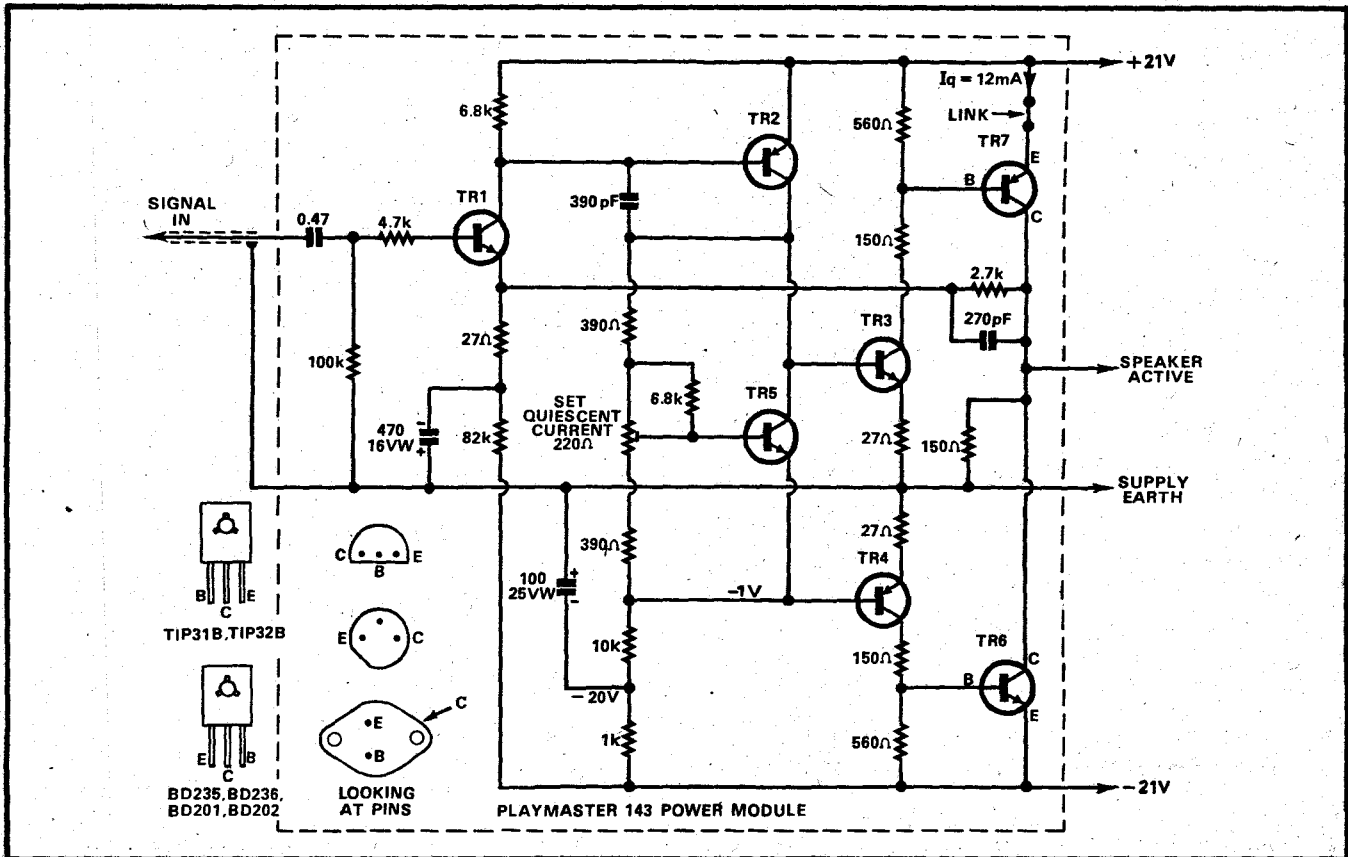 +21V
Iq = 12mA
LINK
6.8k
TR2
560Ω
TR7
E
B
C
SIGNAL
IN
0.47
4.7k
TR1
390pF
150Ω
2.7k
270pF
390Ω
TR3
27Ω
100k
SPEAKER
ACTIVE
SET
QUIESCENT
CURRENT
220Ω
6.8k
TR5
470
16VW
-
+
82k
27Ω
150Ω
SUPPLY
EARTH
390Ω
27Ω
100
25VW
+
-
-1V
TR4
10k
150Ω
TR6
C
B
E
-20V
1k
560Ω
-21V
B
C
E
TIP31B,TIP32B
C
B
E
E
C
E
B
C
E
C
B
BD235,BD236,
BD201,BD202
LOOKING
AT PINS
PLAYMASTER 143 POWER MODULE